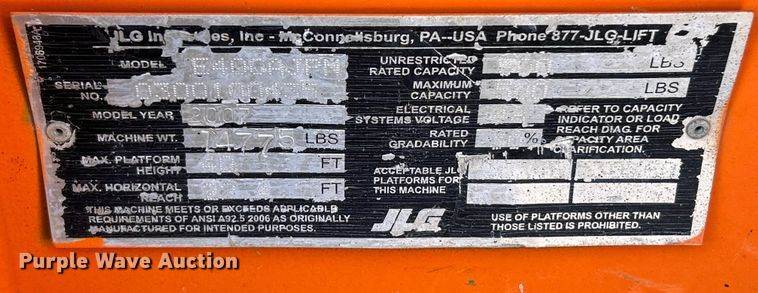 JLG Industries, Inc - McConnellsburg, PA--USA Phone 877-JLG-LIFT
MODEL E400AJPN
UNRESTRICTED RATED CAPACITY LBS
SERIAL NO.
MAXIMUM CAPACITY LBS
MODEL YEAR 2007
ELECTRICAL SYSTEMS VOLTAGE
REFER TO CAPACITY INDICATOR OR LOAD REACH DIAG. FOR CAPACITY AREA CLARIFICATION.
MACHINE WT. 14775 LBS
RATED GRADABILITY %
MAX. PLATFORM HEIGHT FT
ACCEPTABLE JLG PLATFORMS FOR THIS MACHINE
MAX. HORIZONTAL REACH FT
THIS MACHINE MEETS OR EXCEEDS APPLICABLE
REQUIREMENTS OF ANSI A92.5 2006 AS ORIGINALLY
MANUFACTURED FOR INTENDED PURPOSES.
JLG
USE OF PLATFORMS OTHER THAN
THOSE LISTED IS PROHIBITED.
Purple Wave Auction